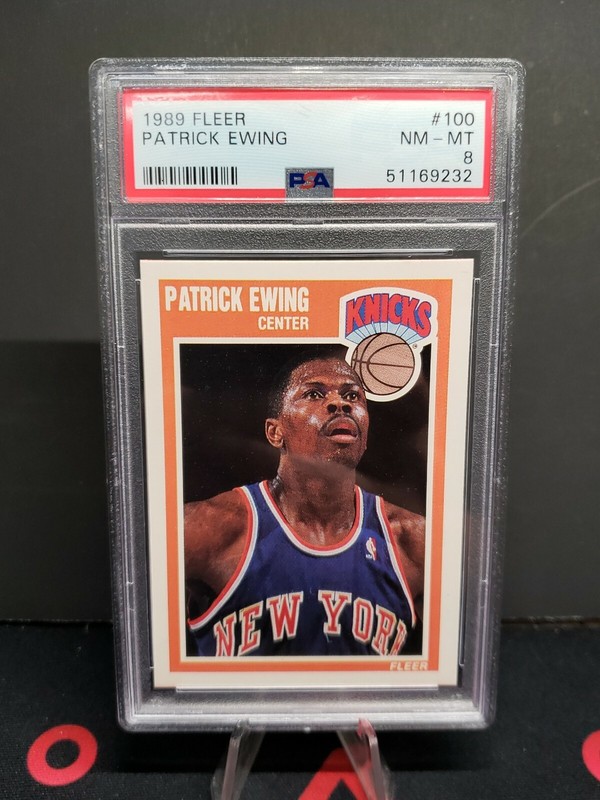 1989 FLEER #100
PATRICK EWING NM - MT
8
PSA 51169232
PATRICK EWING
CENTER
KNICKS
NEW YORK
FLEER